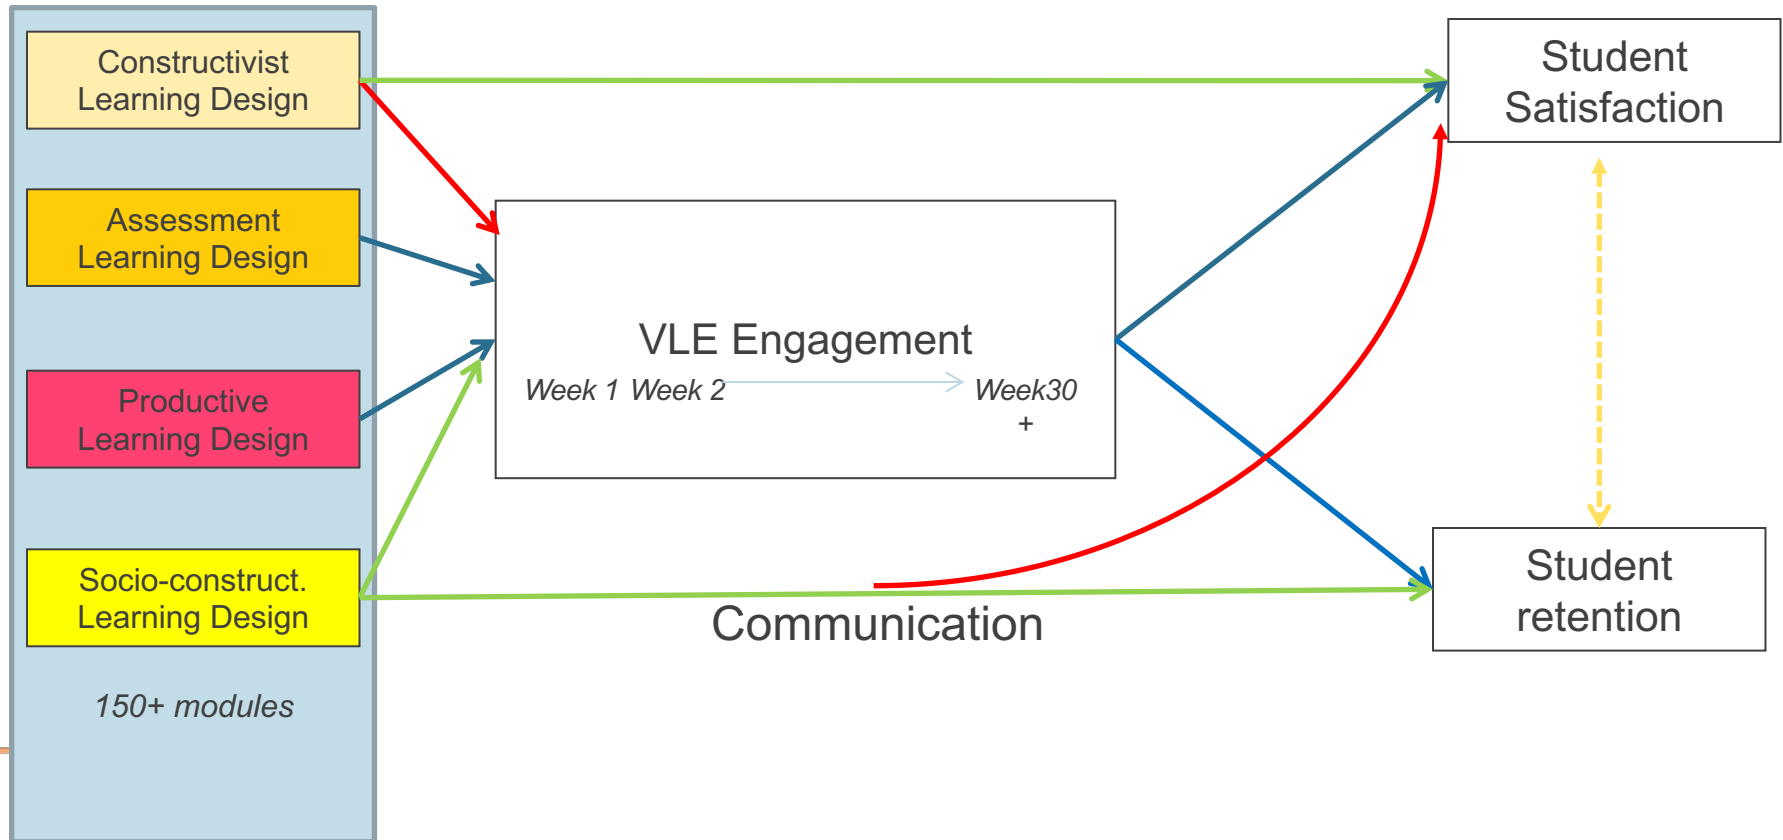 Constructivist
Learning Design
Assessment
Learning Design
Productive
Learning Design
Socio-construct.
Learning Design
150+ modules
VLE Engagement
Week 1 Week 2 Week30
+
Communication
Student
Satisfaction
Student
retention